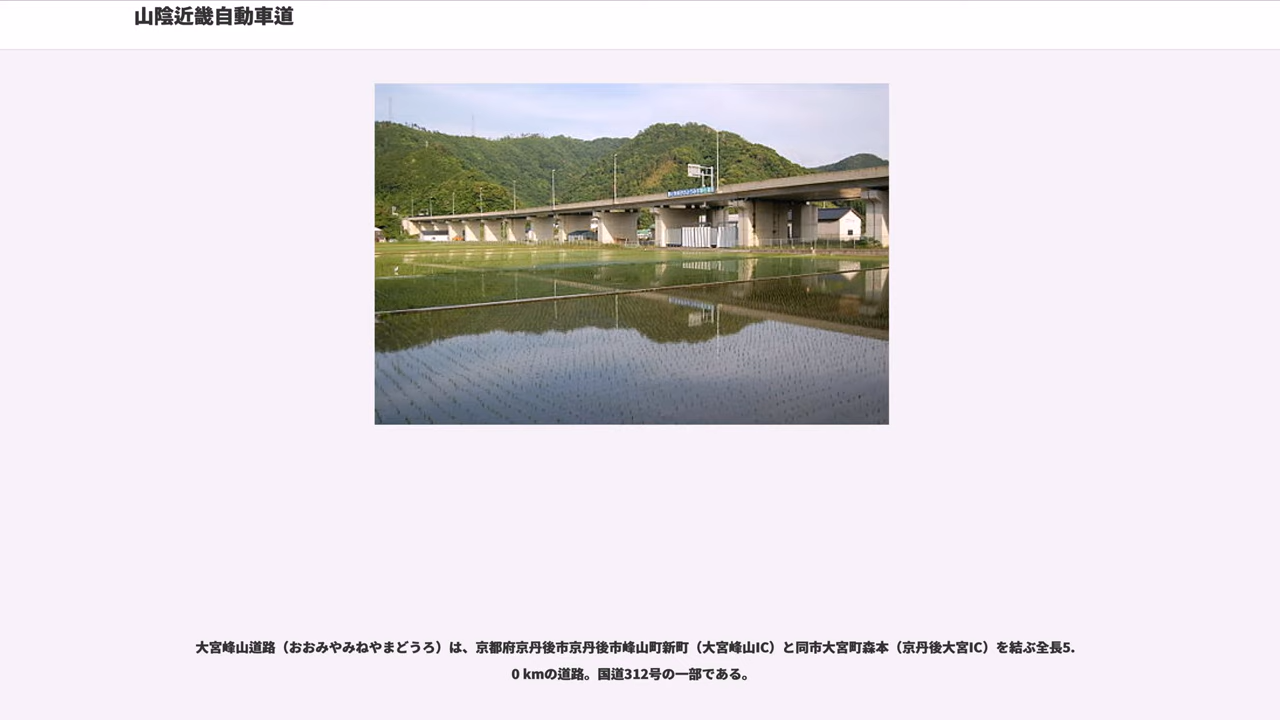 山陰近畿自動車道
大宮峰山道路（おおみやみねやまどうろ）は、京都府京丹後市京丹後市峰山町新町（大宮峰山IC）と同市大宮町森本（京丹後大宮IC）を結ぶ全長5.
0 kmの道路。国道312号の一部である。